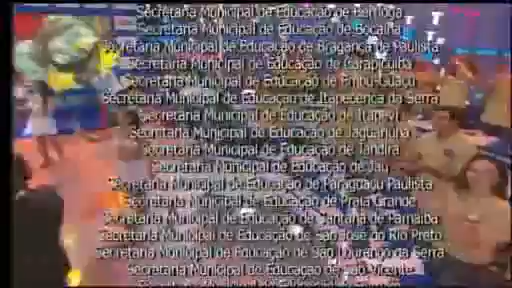 Secretaria Municipal de Educação de Bertioga
Secretaria Municipal de Educação de Bocaina
Secretaria Municipal de Educação de Bragança de Paulista
Secretaria Municipal de Educação de Carapicuíba
Secretaria Municipal de Educação de Embu-Guaçu
Secretaria Municipal de Educação de Itapecerica da Serra
Secretaria Municipal de Educação de Itapevi
Secretaria Municipal de Educação de Jaguariúna
Secretaria Municipal de Educação de Jandira
Secretaria Municipal de Educação de Jaú
Secretaria Municipal de Educação de Paraguaçu Paulista
Secretaria Municipal de Educação de Praia Grande
Secretaria Municipal de Educação de Santana de Parnaíba
Secretaria Municipal de Educação de São José do Rio Preto
Secretaria Municipal de Educação de São Lourenço da Serra
Secretaria Municipal de Educação de São Vicente